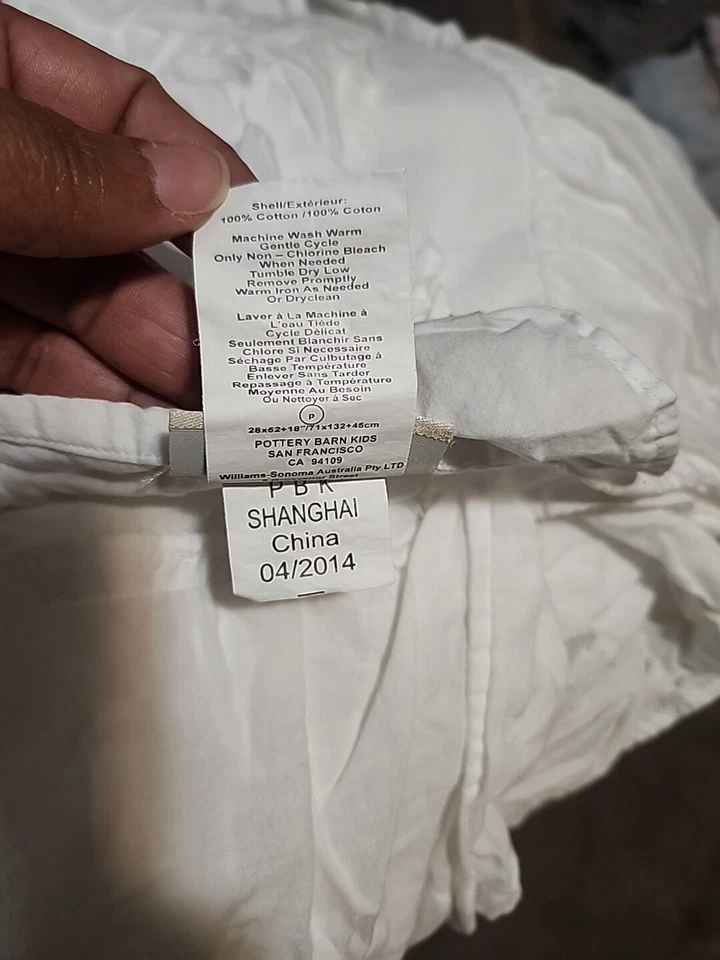 Shell/Extérieur:
100% Cotton /100% Coton
Machine Wash Warm
Gentle Cycle
Only Non – Chlorine Bleach
When Needed
Tumble Dry Low
Remove Promptly
Warm Iron As Needed
Or Dryclean
Laver à La Machine à
L'eau Tiède
Cycle Délicat
Seulement Blanchir Sans
Chlore Si Necessaire
Séchage Par Culbutage à
Basse Température
Enlever Sans Tarder
Repassage à Température
Moyenne Au Besoin
Ou Nettoyer à Sec
P
28x52+18"/71x132+45cm
POTTERY BARN KIDS
SAN FRANCISCO
CA 94109
Williams-Sonoma Australia Pty LTD
Street
P B K
SHANGHAI
China
04/2014